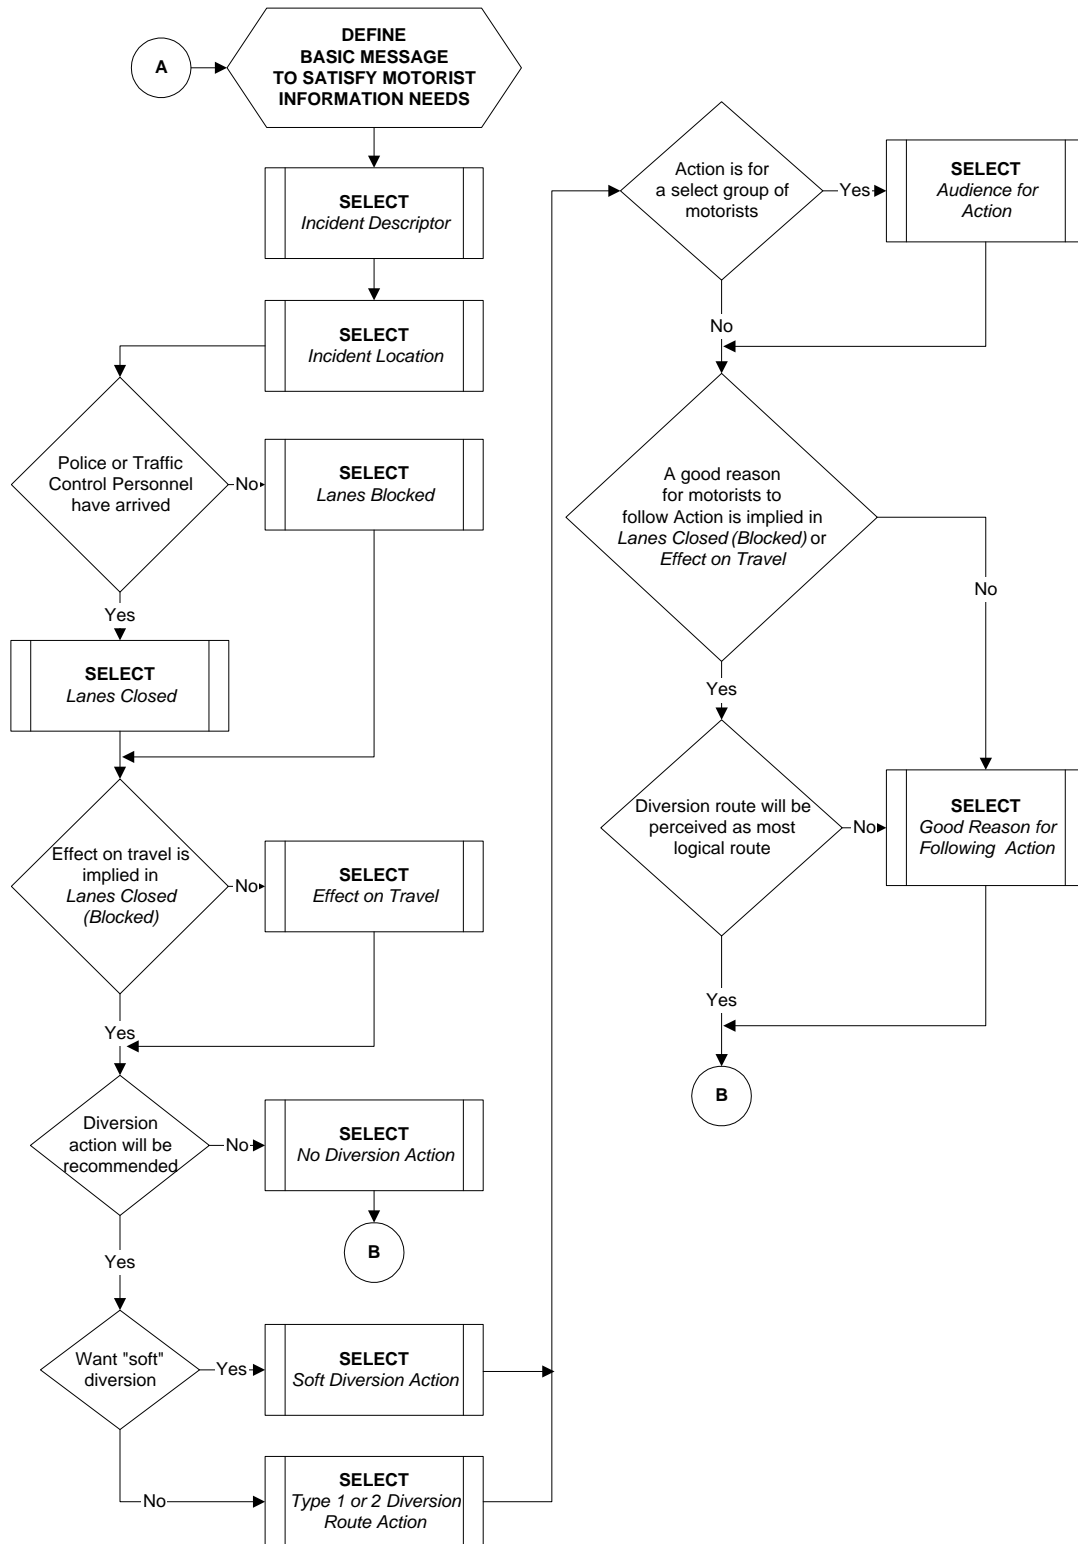 A
DEFINE
BASIC MESSAGE
TO SATISFY MOTORIST
INFORMATION NEEDS
SELECT
Incident Descriptor
SELECT
Incident Location
Police or Traffic
Control Personnel
have arrived
No
SELECT
Lanes Blocked
Yes
SELECT
Lanes Closed
Effect on travel is
implied in
Lanes Closed
(Blocked)
No
SELECT
Effect on Travel
Yes
Diversion
action will be
recommended
No
SELECT
No Diversion Action
B
Yes
Want "soft"
diversion
Yes
SELECT
Soft Diversion Action
No
SELECT
Type 1 or 2 Diversion
Route Action
Action is for
a select group of
motorists
Yes
SELECT
Audience for
Action
No
A good reason
for motorists to
follow Action is implied in
Lanes Closed (Blocked) or
Effect on Travel
No
Yes
Diversion route will be
perceived as most
logical route
No
SELECT
Good Reason for
Following Action
Yes
B